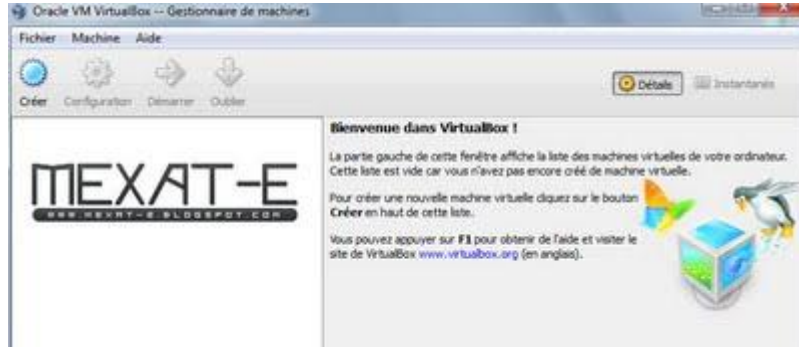 Oracle VM VirtualBox -- Gestionnaire de machines
Fichier Machine Aide
Créer Configuration Démarrer Oublier
Détails Instantanés
MEXAT-E
WWW.MEXAT-E.BLOGSPOT.COM
Bienvenue dans VirtualBox !
La partie gauche de cette fenêtre affiche la liste des machines virtuelles de votre ordinateur.
Cette liste est vide car vous n'avez pas encore créé de machine virtuelle.
Pour créer une nouvelle machine virtuelle cliquez sur le bouton
Créer en haut de cette liste.
Vous pouvez appuyer sur F1 pour obtenir de l'aide et visiter le
site de VirtualBox www.virtualbox.org (en anglais).